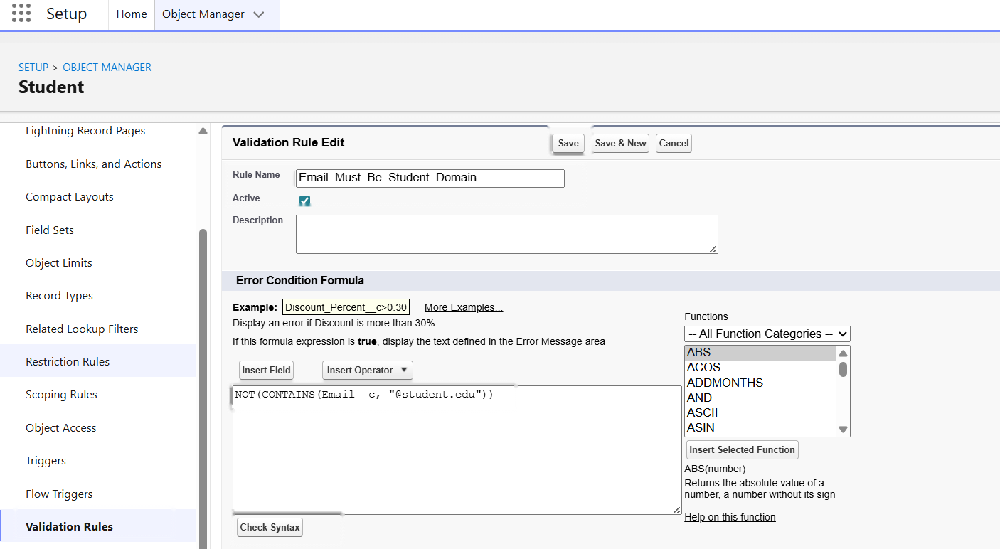 Setup
Home
Object Manager
SETUP > OBJECT MANAGER
Student
Lightning Record Pages
Buttons, Links, and Actions
Compact Layouts
Field Sets
Object Limits
Record Types
Related Lookup Filters
Restriction Rules
Scoping Rules
Object Access
Triggers
Flow Triggers
Validation Rules
Validation Rule Edit
Save
Save & New
Cancel
Rule Name
Email_Must_Be_Student_Domain
Active
Description
Error Condition Formula
Example: Discount_Percent__c>0.30 More Examples...
Display an error if Discount is more than 30%
If this formula expression is true, display the text defined in the Error Message area
Insert Field
Insert Operator
NOT(CONTAINS(Email__c, "@student.edu"))
Check Syntax
Functions
-- All Function Categories --
ABS
ACOS
ADDMONTHS
AND
ASCII
ASIN
Insert Selected Function
ABS(number)
Returns the absolute value of a
number, a number without its sign
Help on this function